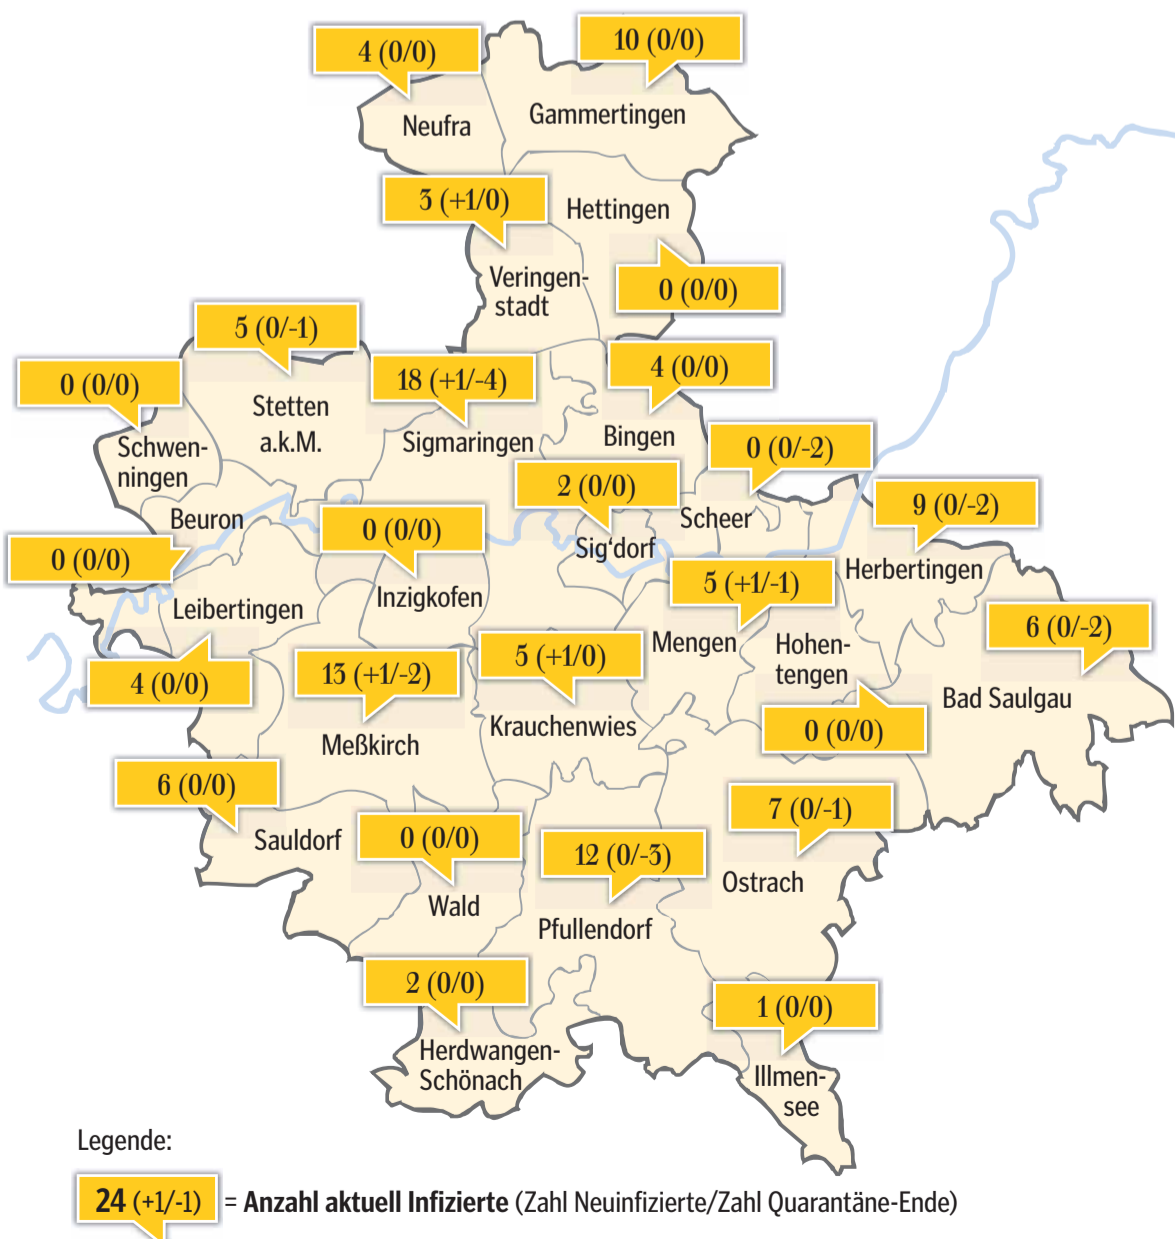 4 (0/0)
10 (0/0)
Neufra
Gammertingen
3 (+1/0)
Hettingen
Veringen-
stadt
0 (0/0)
5 (0/-1)
0 (0/0)
18 (+1/-4)
4 (0/0)
Stetten
a.k.M.
Schwen-
ningen
Sigmaringen
Bingen
0 (0/-2)
2 (0/0)
9 (0/-2)
Beuron
0 (0/0)
Scheer
0 (0/0)
Sig'dorf
Herbertingen
5 (+1/-1)
Leibertingen
Inzigkofen
6 (0/-2)
Mengen
Hohen-
tengen
5 (+1/0)
13 (+1/-2)
4 (0/0)
Bad Saulgau
Krauchenwies
0 (0/0)
Meßkirch
6 (0/0)
7 (0/-1)
Sauldorf
0 (0/0)
12 (0/-3)
Ostrach
Wald
Pfullendorf
2 (0/0)
1 (0/0)
Herdwangen-
Schönach
Illmen-
see
Legende:
24 (+1/-1) = Anzahl aktuell Infizierte (Zahl Neuinfizierte/Zahl Quarantäne-Ende)